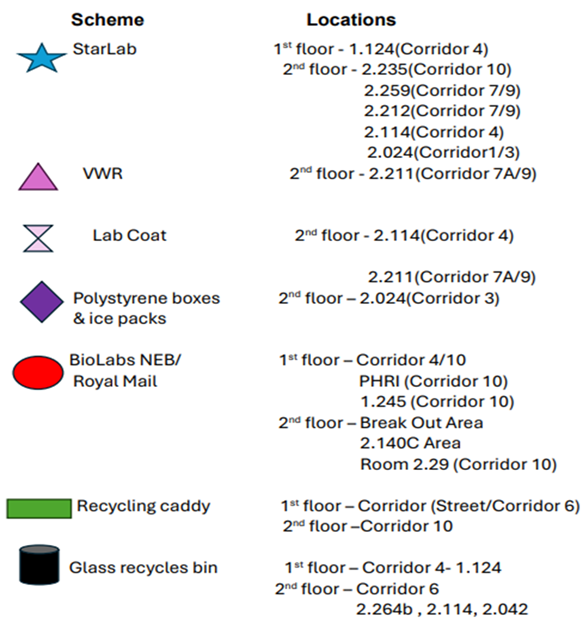 Scheme Locations
StarLab 1st floor - 1.124(Corridor 4)
2nd floor - 2.235(Corridor 10)
2.259(Corridor 7/9)
2.212(Corridor 7/9)
2.114(Corridor 4)
2.024(Corridor1/3)
VWR 2nd floor - 2.211(Corridor 7A/9)
Lab Coat 2nd floor - 2.114(Corridor 4)
2.211(Corridor 7A/9)
Polystyrene boxes 2nd floor – 2.024(Corridor 3)
& ice packs
BioLabs NEB/ 1st floor – Corridor 4/10
Royal Mail PHRI (Corridor 10)
1.245 (Corridor 10)
2nd floor – Break Out Area
2.140C Area
Room 2.29 (Corridor 10)
Recycling caddy 1st floor – Corridor (Street/Corridor 6)
2nd floor –Corridor 10
Glass recycles bin 1st floor – Corridor 4- 1.124
2nd floor – Corridor 6
2.264b , 2.114, 2.042